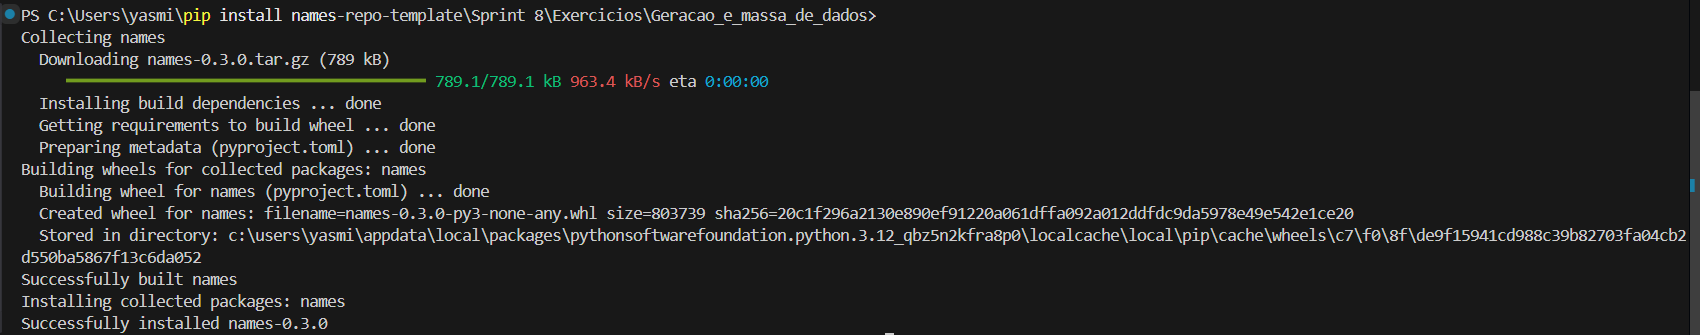 PS C:\Users\yasmi\pip install names-repo-template\Sprint 8\Exercicios\Geracao_e_massa_de_dados>
Collecting names
Downloading names-0.3.0.tar.gz (789 kB)
789.1/789.1 kB 963.4 kB/s eta 0:00:00
Installing build dependencies ... done
Getting requirements to build wheel ... done
Preparing metadata (pyproject.toml) ... done
Building wheels for collected packages: names
Building wheel for names (pyproject.toml) ... done
Created wheel for names: filename=names-0.3.0-py3-none-any.whl size=803739 sha256=20c1f296a2130e890ef91220a061dffa092a012ddfdc9da5978e49e542e1ce20
Stored in directory: c:\users\yasmi\appdata\local\packages\pythonsoftwarefoundation.python.3.12_qbz5n2kfra8p0\localcache\local\pip\cache\wheels\c7\f0\8f\de9f15941cd988c39b82703fa04cb2
d550ba5867f13c6da052
Successfully built names
Installing collected packages: names
Successfully installed names-0.3.0